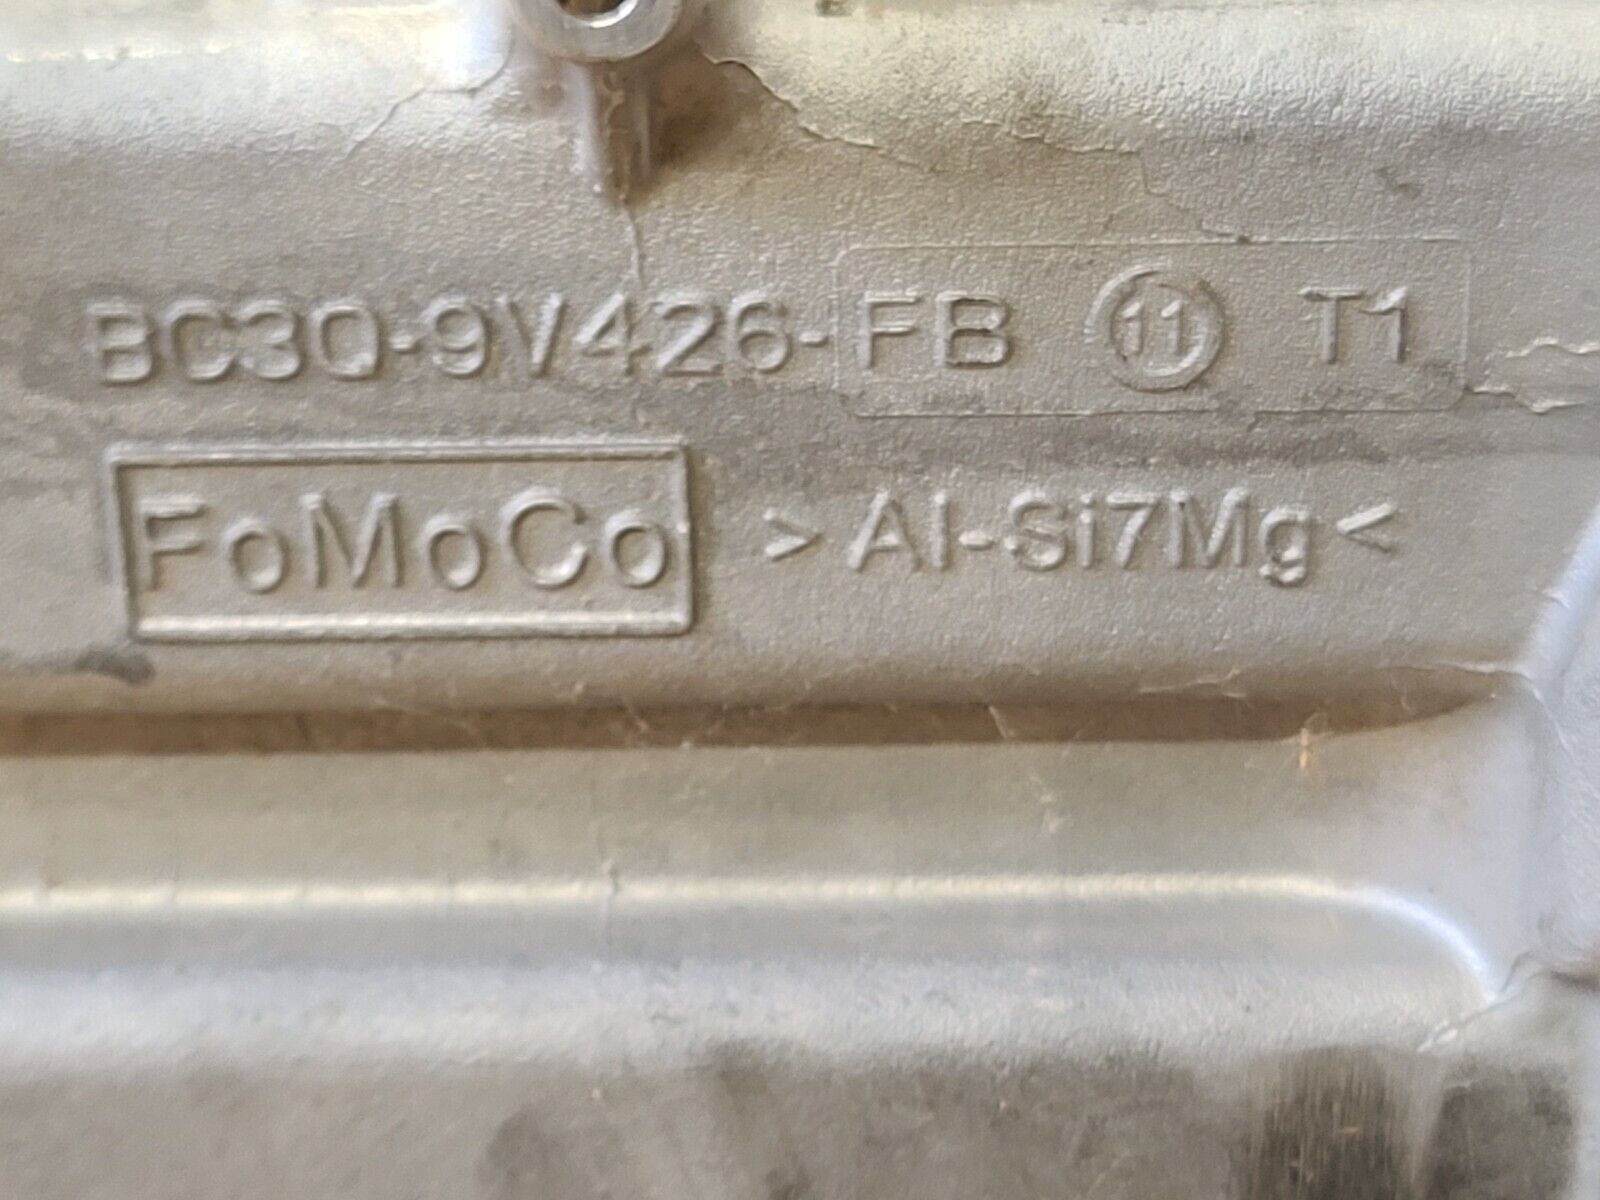 BC3Q-9V426-FB 11 T1
FoMoCo >Al-Si7Mg<